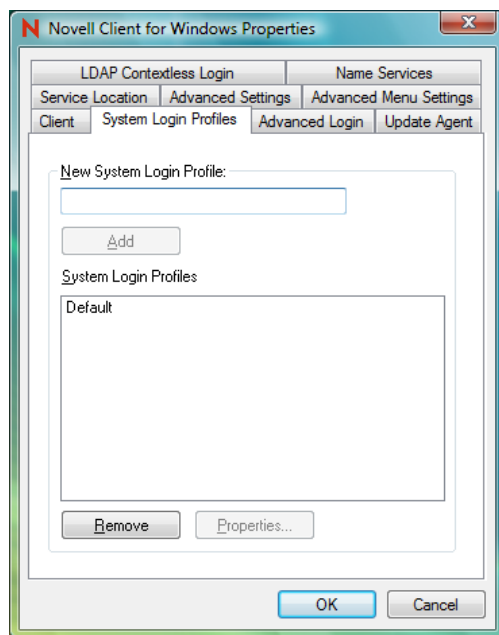 Novell Client for Windows Properties
LDAP Contextless Login Name Services
Service Location Advanced Settings Advanced Menu Settings
Client System Login Profiles Advanced Login Update Agent
New System Login Profile:
Add
System Login Profiles
Default
Remove Properties...
OK Cancel